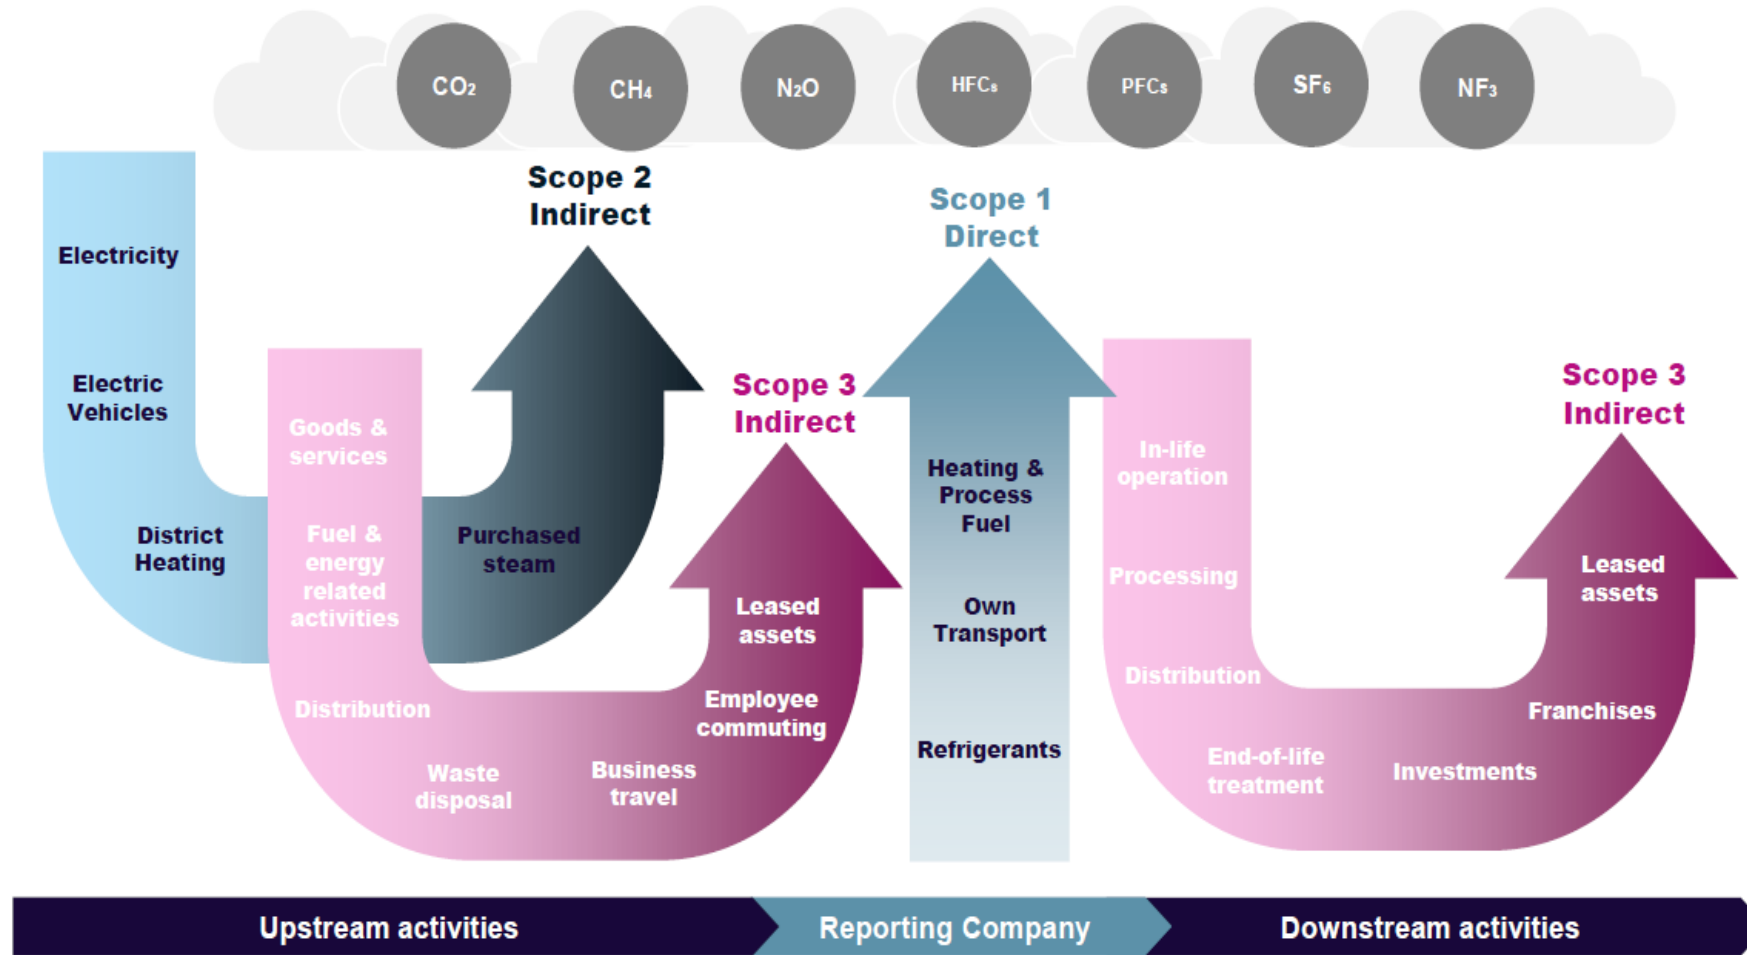 CO₂
CH₄
N₂O
HFCs
PFCs
SF₆
NF₃
Scope 2
Indirect
Electricity
Electric
Vehicles
District
Heating
Purchased
steam
Scope 3
Indirect
Goods &
services
Fuel &
energy
related
activities
Distribution
Waste
disposal
Business
travel
Employee
commuting
Leased
assets
Scope 1
Direct
Heating &
Process
Fuel
Own
Transport
Refrigerants
Scope 3
Indirect
In-life
operation
Processing
Distribution
End-of-life
treatment
Investments
Franchises
Leased
assets
Upstream activities
Reporting Company
Downstream activities